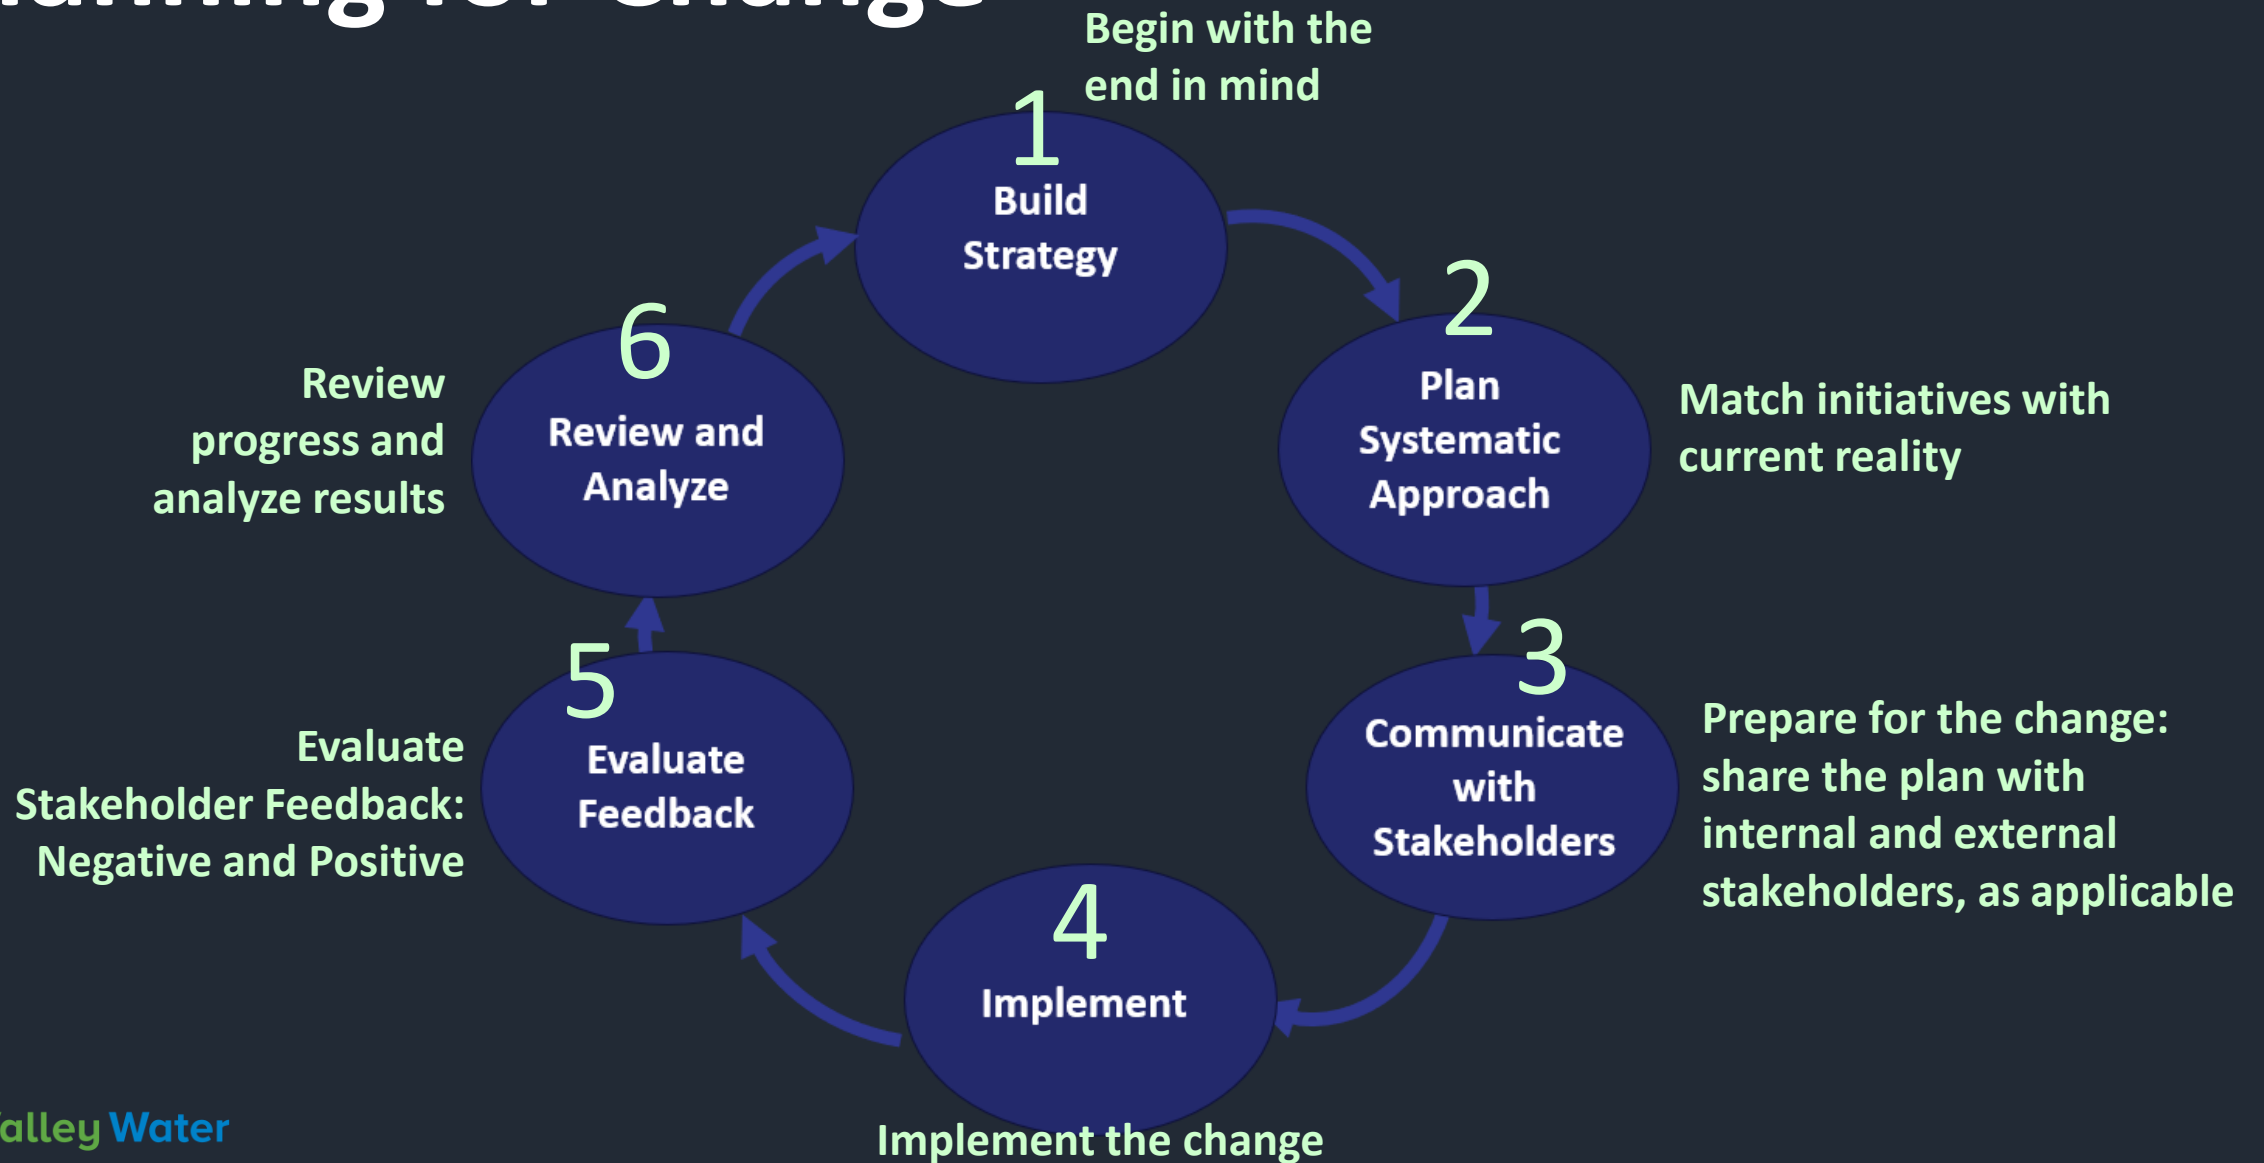 for Change
Begin with the
end in mind
1
Build
Strategy
2
Plan
Systematic
Approach
Match initiatives with
current reality
3
Communicate
with
Stakeholders
Prepare for the change:
share the plan with
internal and external
stakeholders, as applicable
4
Implement
Implement the change
5
Evaluate
Feedback
Evaluate
Stakeholder Feedback:
Negative and Positive
6
Review and
Analyze
Review
progress and
analyze results
Valley Water